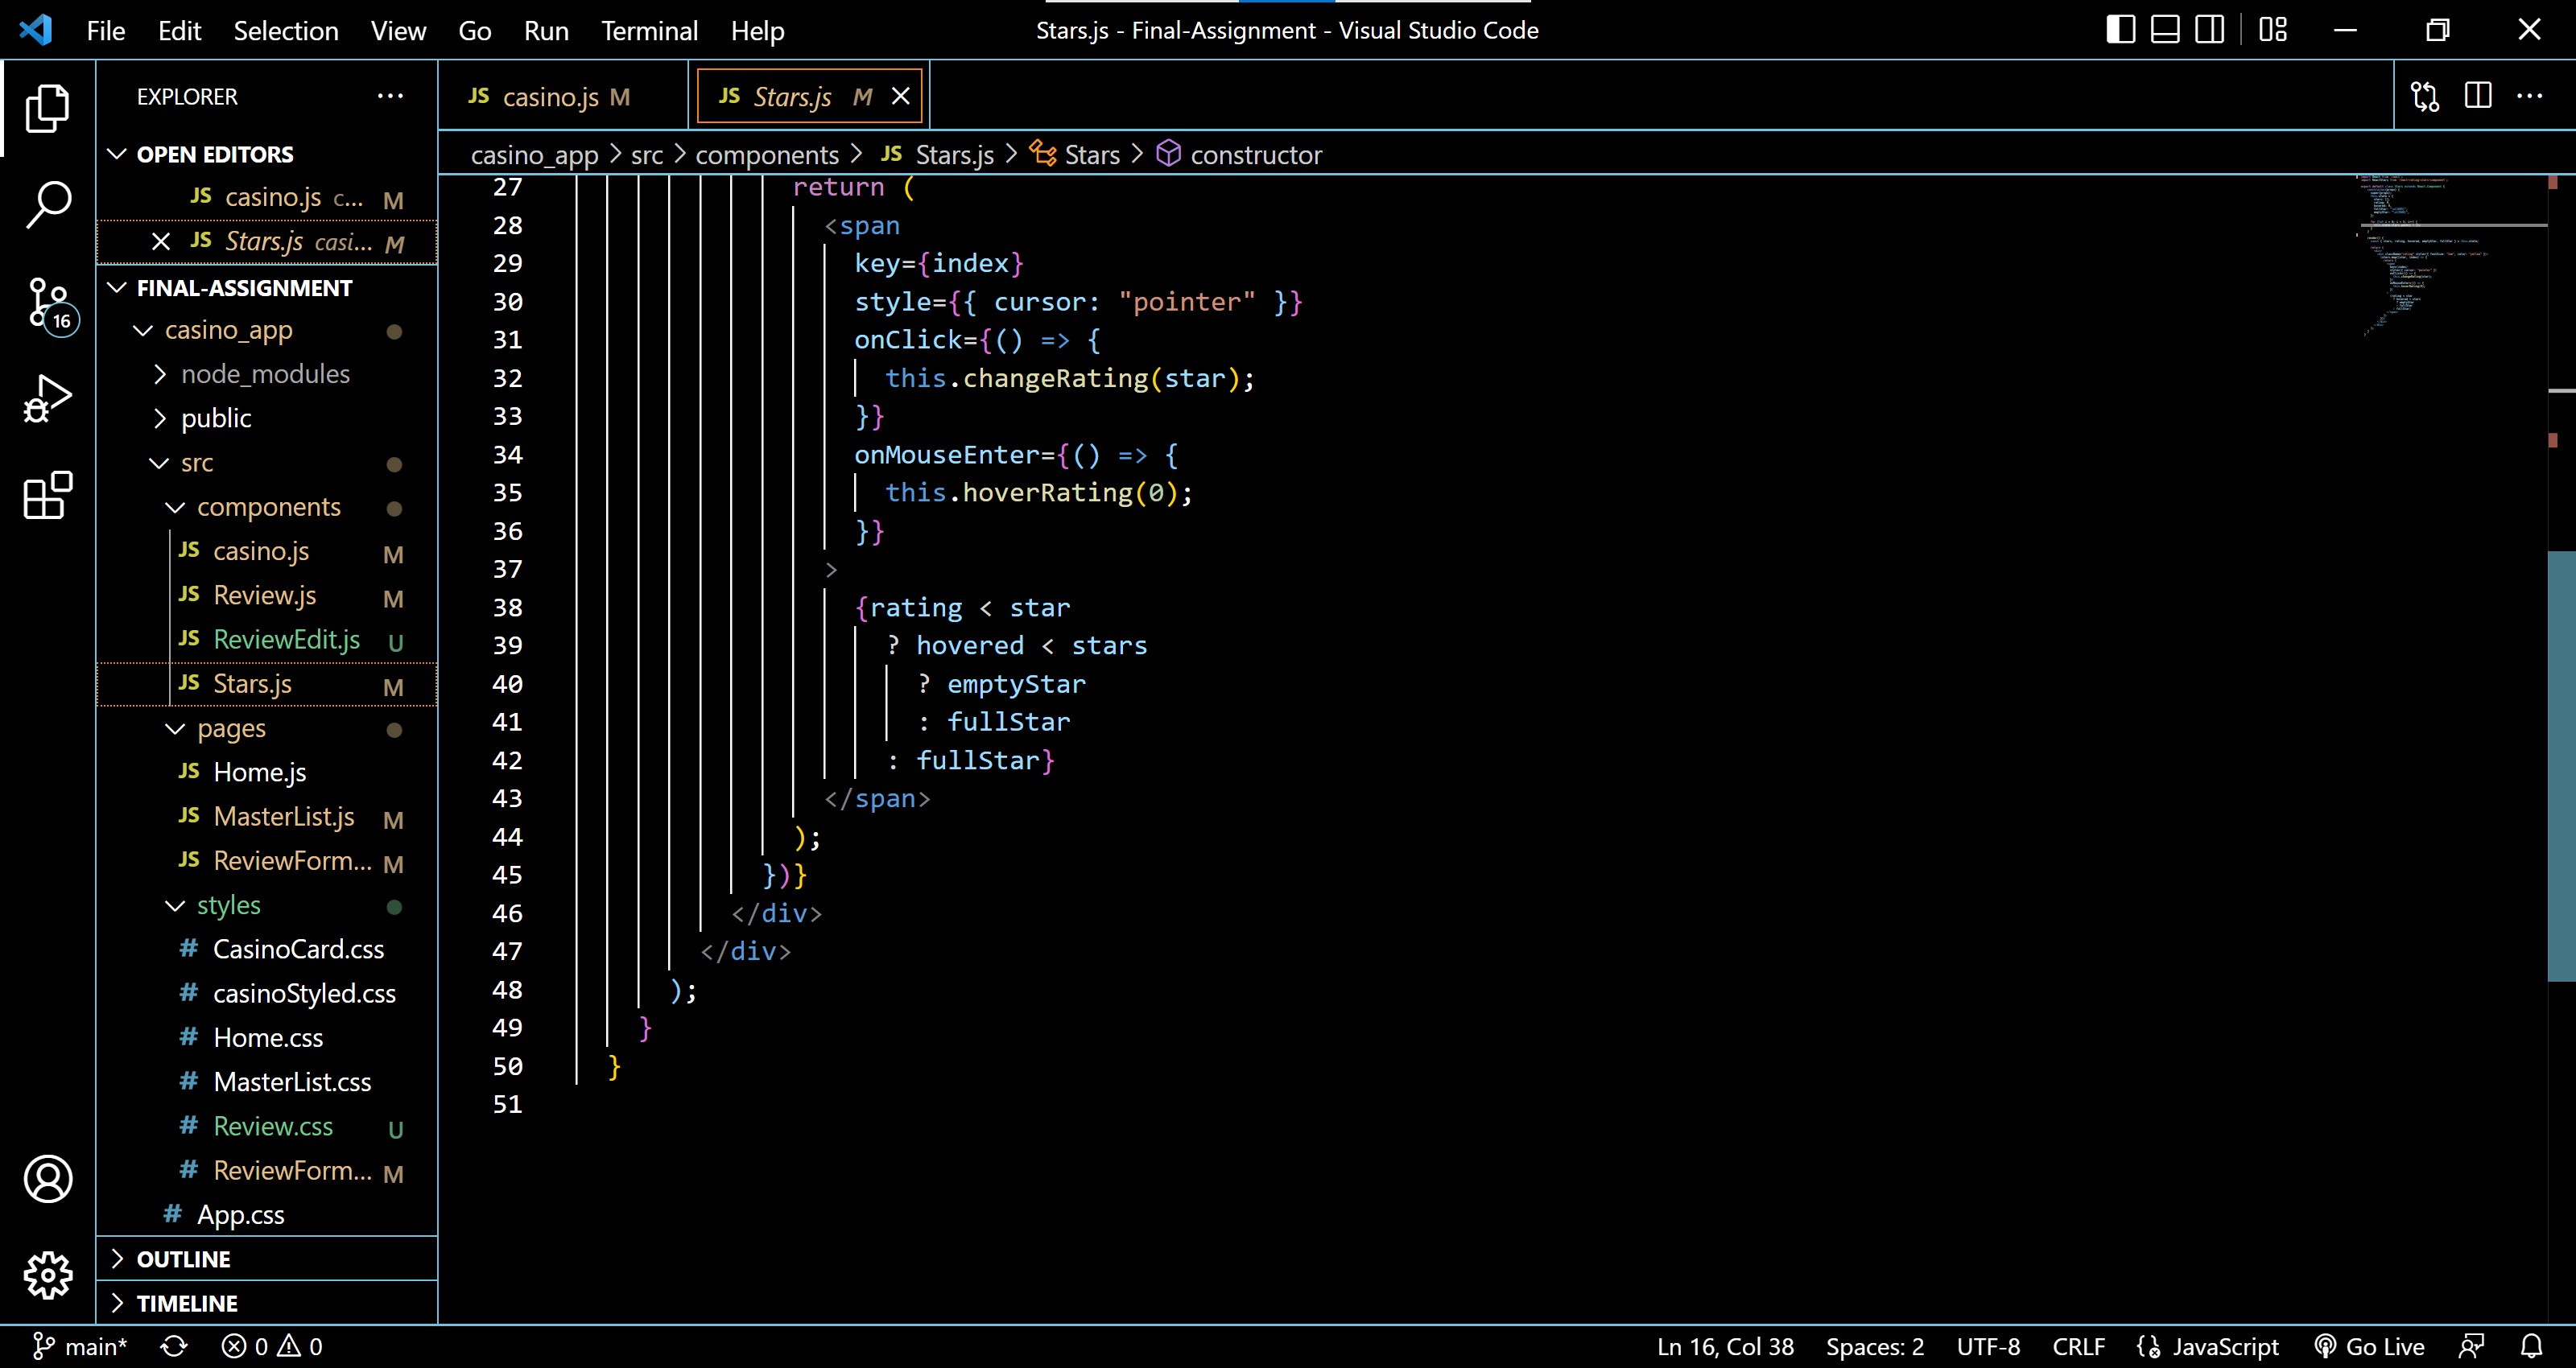 File Edit Selection View Go Run Terminal Help
Stars.js - Final-Assignment - Visual Studio Code
EXPLORER
OPEN EDITORS
JS casino.js c... M
JS Stars.js casi... M
FINAL-ASSIGNMENT
casino_app
node_modules
public
src
components
JS casino.js M
JS Review.js M
JS ReviewEdit.js U
JS Stars.js M
pages
JS Home.js
JS MasterList.js M
JS ReviewForm... M
styles
# CasinoCard.css
# casinoStyled.css
# Home.css
# MasterList.css
# Review.css U
# ReviewForm... M
# App.css
OUTLINE
TIMELINE
16
JS casino.js M
JS Stars.js M
casino_app > src > components > JS Stars.js > Stars > constructor
27 return (
28 <span
29 key={index}
30 style={{ cursor: "pointer" }}
31 onClick={() => {
32 this.changeRating(star);
33 }}
34 onMouseEnter={() => {
35 this.hoverRating(0);
36 }}
37 >
38 {rating < star
39 ? hovered < stars
40 ? emptyStar
41 : fullStar
42 : fullStar}
43 </span>
44 );
45 })}
46 </div>
47 </div>
48 );
49 }
50 }
51
main* 0 0
Ln 16, Col 38 Spaces: 2 UTF-8 CRLF JavaScript Go Live